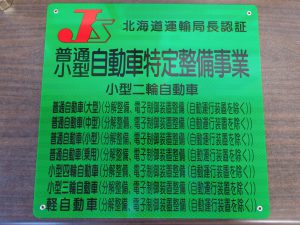 JS
北海道運輸局長認証
普通
小型
自動車特定整備事業
小型二輪自動車
普通自動車(大型)(分解整備、電子制御装置整備(自動運行装置を除く))
普通自動車(中型)(分解整備、電子制御装置整備(自動運行装置を除く))
普通自動車(小型)(分解整備、電子制御装置整備(自動運行装置を除く))
普通自動車(乗用)(分解整備、電子制御装置整備(自動運行装置を除く))
小型四輪自動車(分解整備、電子制御装置整備(自動運行装置を除く))
小型三輪自動車(分解整備、電子制御装置整備(自動運行装置を除く))
軽自動車(分解整備、電子制御装置整備(自動運行装置を除く))